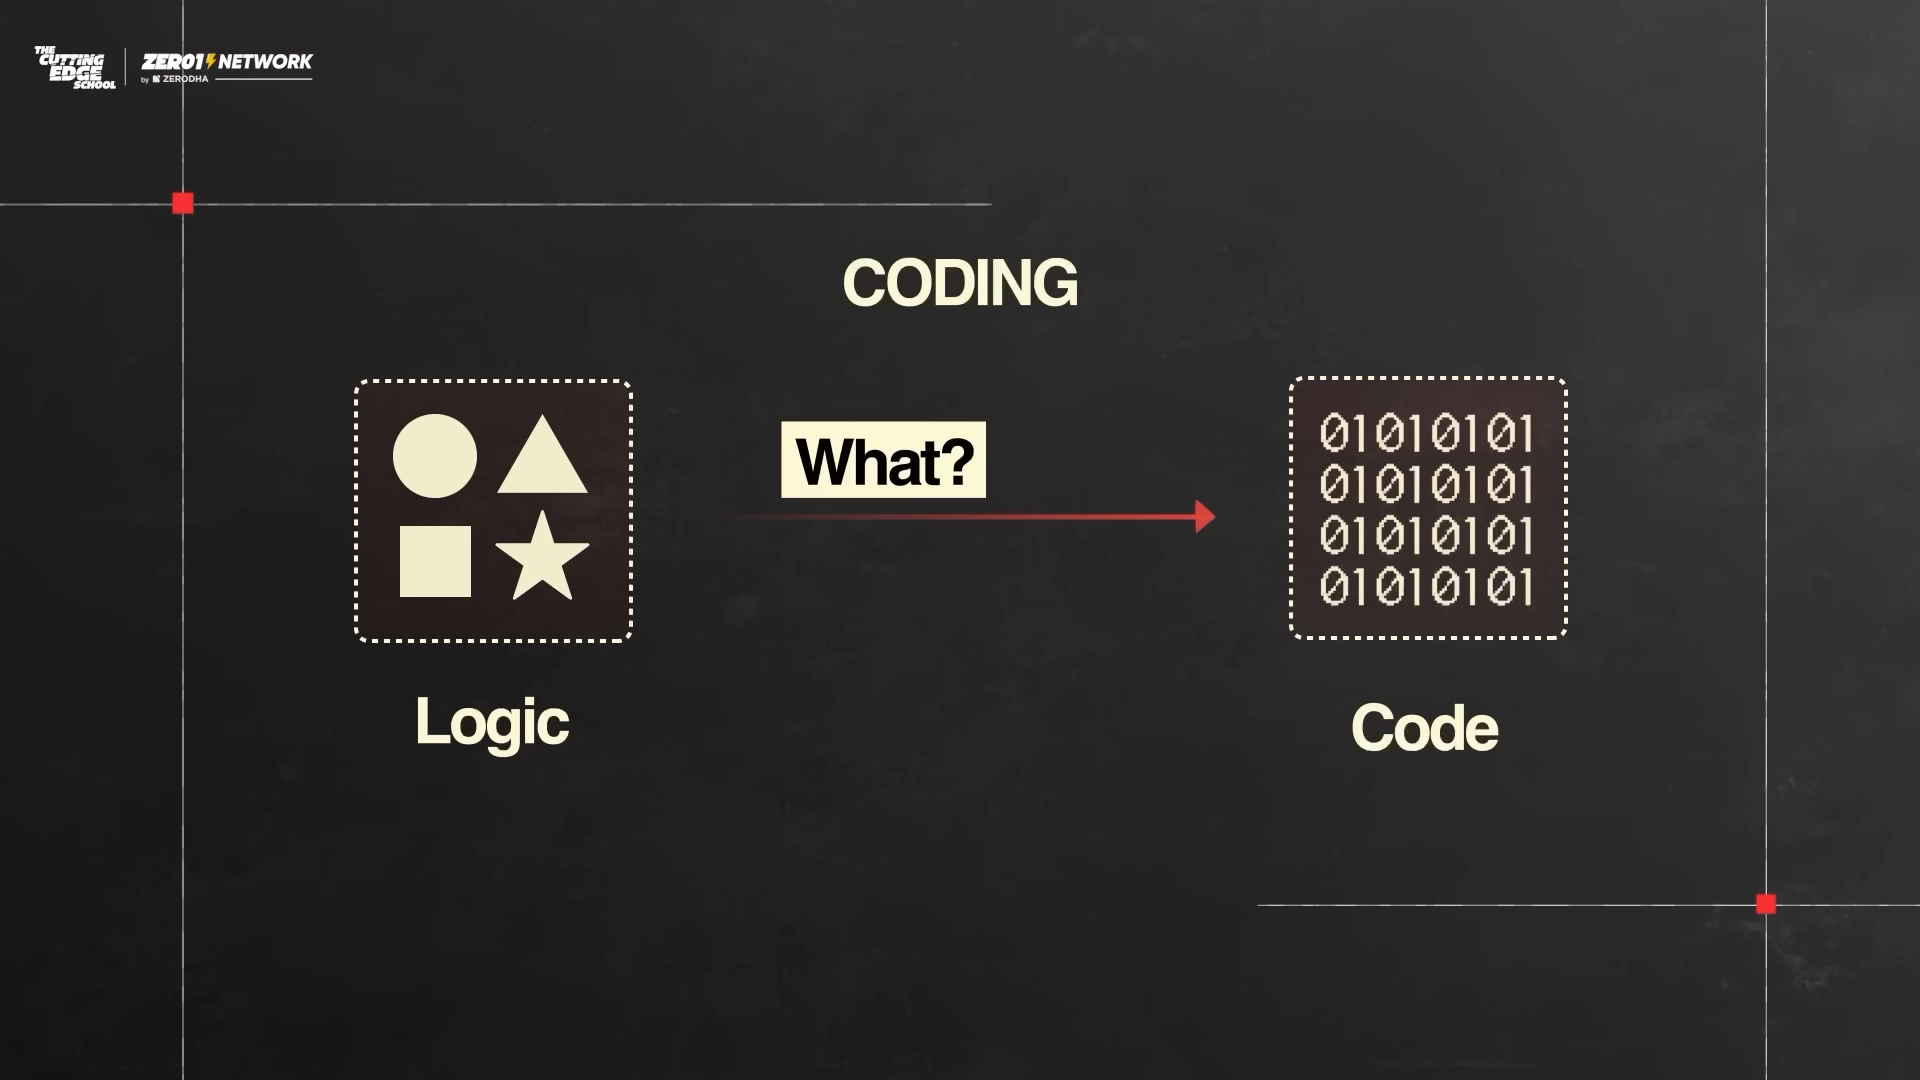 THE
CUTTING
EDGE
SCHOOL
ZERO1 NETWORK
by ZERODHA
CODING
What?
01010101
01010101
01010101
01010101
Logic
Code